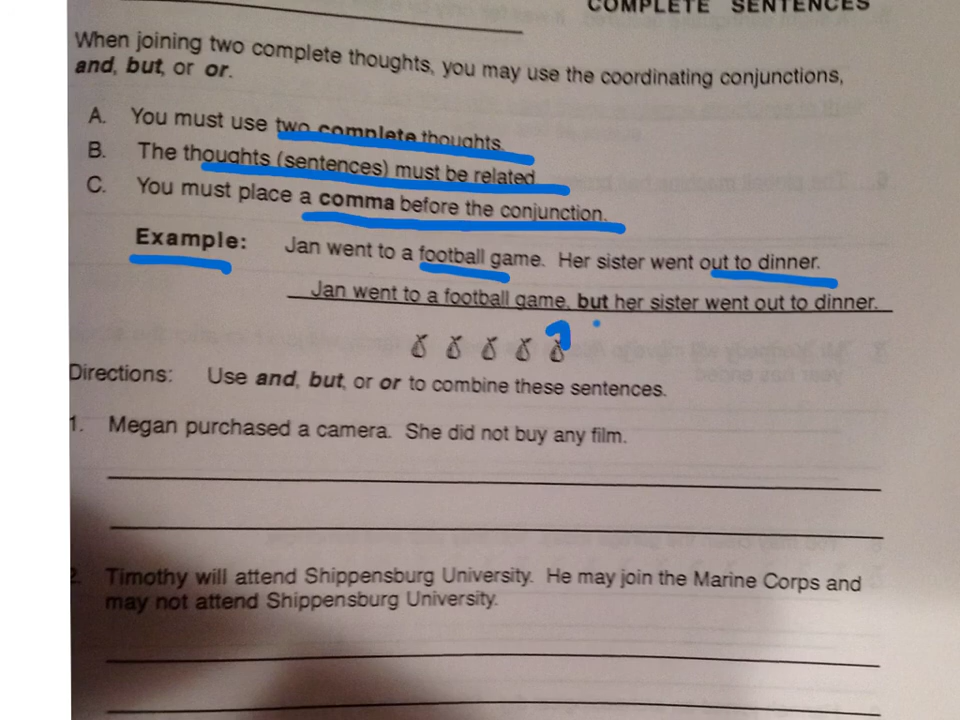 COMPLETE SENTENCES
When joining two complete thoughts, you may use the coordinating conjunctions,
and, but, or or.
A. You must use two complete thoughts.
B. The thoughts (sentences) must be related
C. You must place a comma before the conjunction.
Example: Jan went to a football game. Her sister went out to dinner.
Jan went to a football game, but her sister went out to dinner.
Directions: Use and, but, or or to combine these sentences.
1. Megan purchased a camera. She did not buy any film.
2. Timothy will attend Shippensburg University. He may join the Marine Corps and
may not attend Shippensburg University.